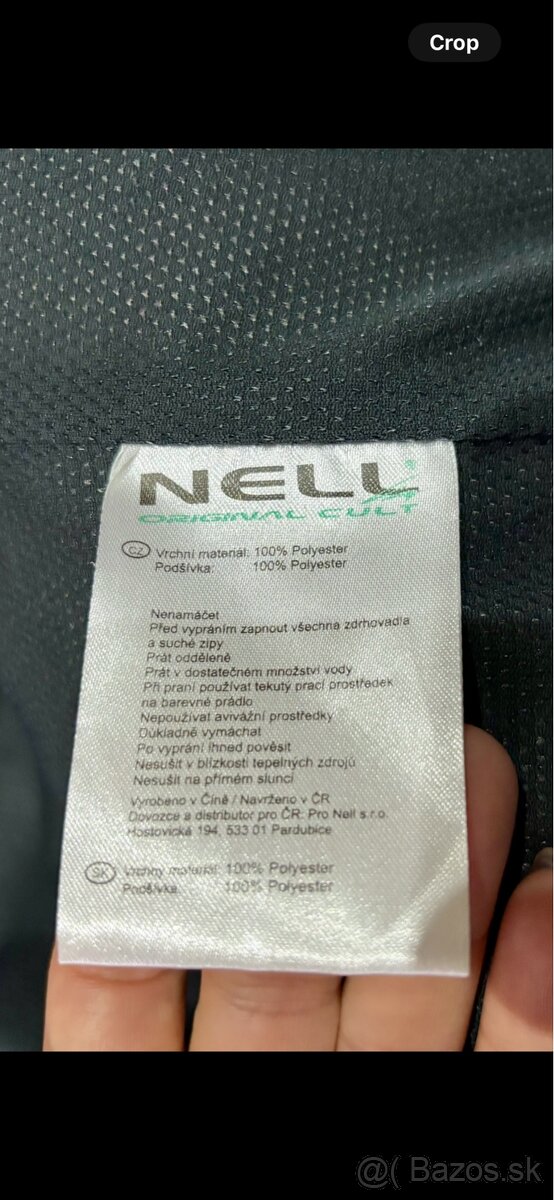 Crop
NELL
ORIGINAL CULT
CZ Vrchní materiál: 100% Polyester
Podšívka: 100% Polyester
Nenamáčet
Před vypráním zapnout všechna zdrhovadla
a suché zipy
Prát odděleně
Prát v dostatečném množství vody
Při praní používat tekutý prací prostředek
na barevné prádlo
Nepoužívat avivážní prostředky
Důkladně vymáchat
Po vyprání ihned pověsit
Nesušit v blízkosti tepelných zdrojů
Nesušit na přímém slunci
Vyrobeno v Číně / Navrženo v ČR
Dovozce a distributor pro ČR: Pro Nell s.r.o.
Hostovická 194, 533 01 Pardubice
SK Vrchný materiál: 100% Polyester
Podšívka: 100% Polyester
@( Bazos.sk